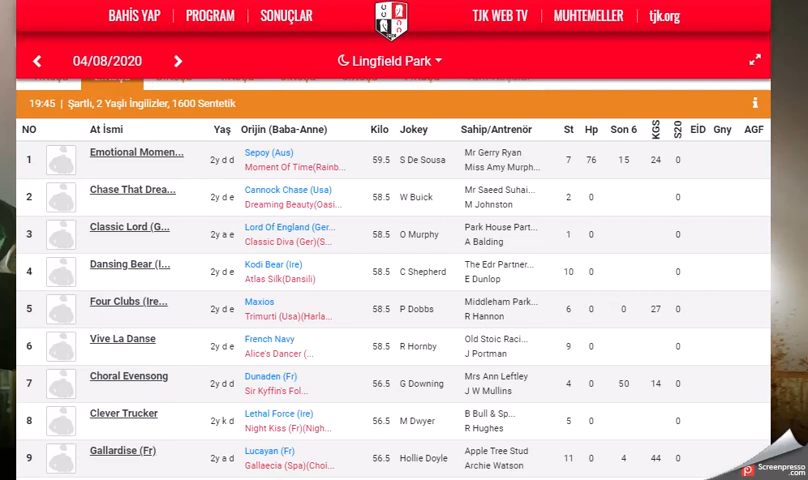 BAHİS YAP PROGRAM SONUÇLAR TJK WEB TV MUHTEMELLER tjk.org
04/08/2020 Lingfield Park
19:45 | Şartlı, 2 Yaşlı İngilizler, 1600 Sentetik
NO At İsmi Yaş Orijin (Baba-Anne) Kilo Jokey Sahip/Antrenör St Hp Son 6 KGS S20 EİD Gny AGF
1 Emotional Momen... 2y d d Sepoy (Aus) 59.5 S De Sousa Mr Gerry Ryan 7 76 1 5 24 0
Moment Of Time(Rainb... Miss Amy Murph...
2 Chase That Drea... 2y d e Cannock Chase (Usa) 58.5 W Buick Mr Saeed Suhai... 2 0 0
Dreaming Beauty(Oasi... M Johnston
3 Classic Lord (G... 2y a e Lord Of England (Ger... 58.5 O Murphy Park House Part... 1 0 0
Classic Diva (Ger)(S... A Balding
4 Dansing Bear (I... 2y d e Kodi Bear (Ire) 58.5 C Shepherd The Edr Partner... 10 0 0
Atlas Silk(Dansili) E Dunlop
5 Four Clubs (Ire... 2y d e Maxios 58.5 P Dobbs Middleham Park... 6 0 0 27 0
Trimurti (Usa)(Harla... R Hannon
6 Vive La Danse 2y d e French Navy 58.5 R Hornby Old Stoic Raci... 9 0 0
Alice's Dancer (... J Portman
7 Choral Evensong 2y d d Dunaden (Fr) 56.5 G Downing Mrs Ann Leftley 4 0 50 14 0
Sir Kyffin's Fol... J W Mullins
8 Clever Trucker 2y k d Lethal Force (Ire) 56.5 M Dwyer B Bull & Sp... 5 0 0
Night Kiss (Fr)(Nigh... R Hughes
9 Gallardise (Fr) 2y a d Lucayan (Fr) 56.5 Hollie Doyle Apple Tree Stud 11 0 4 44 0
Gallaecia (Spa)(Choi... Archie Watson
Screenpresso
.com